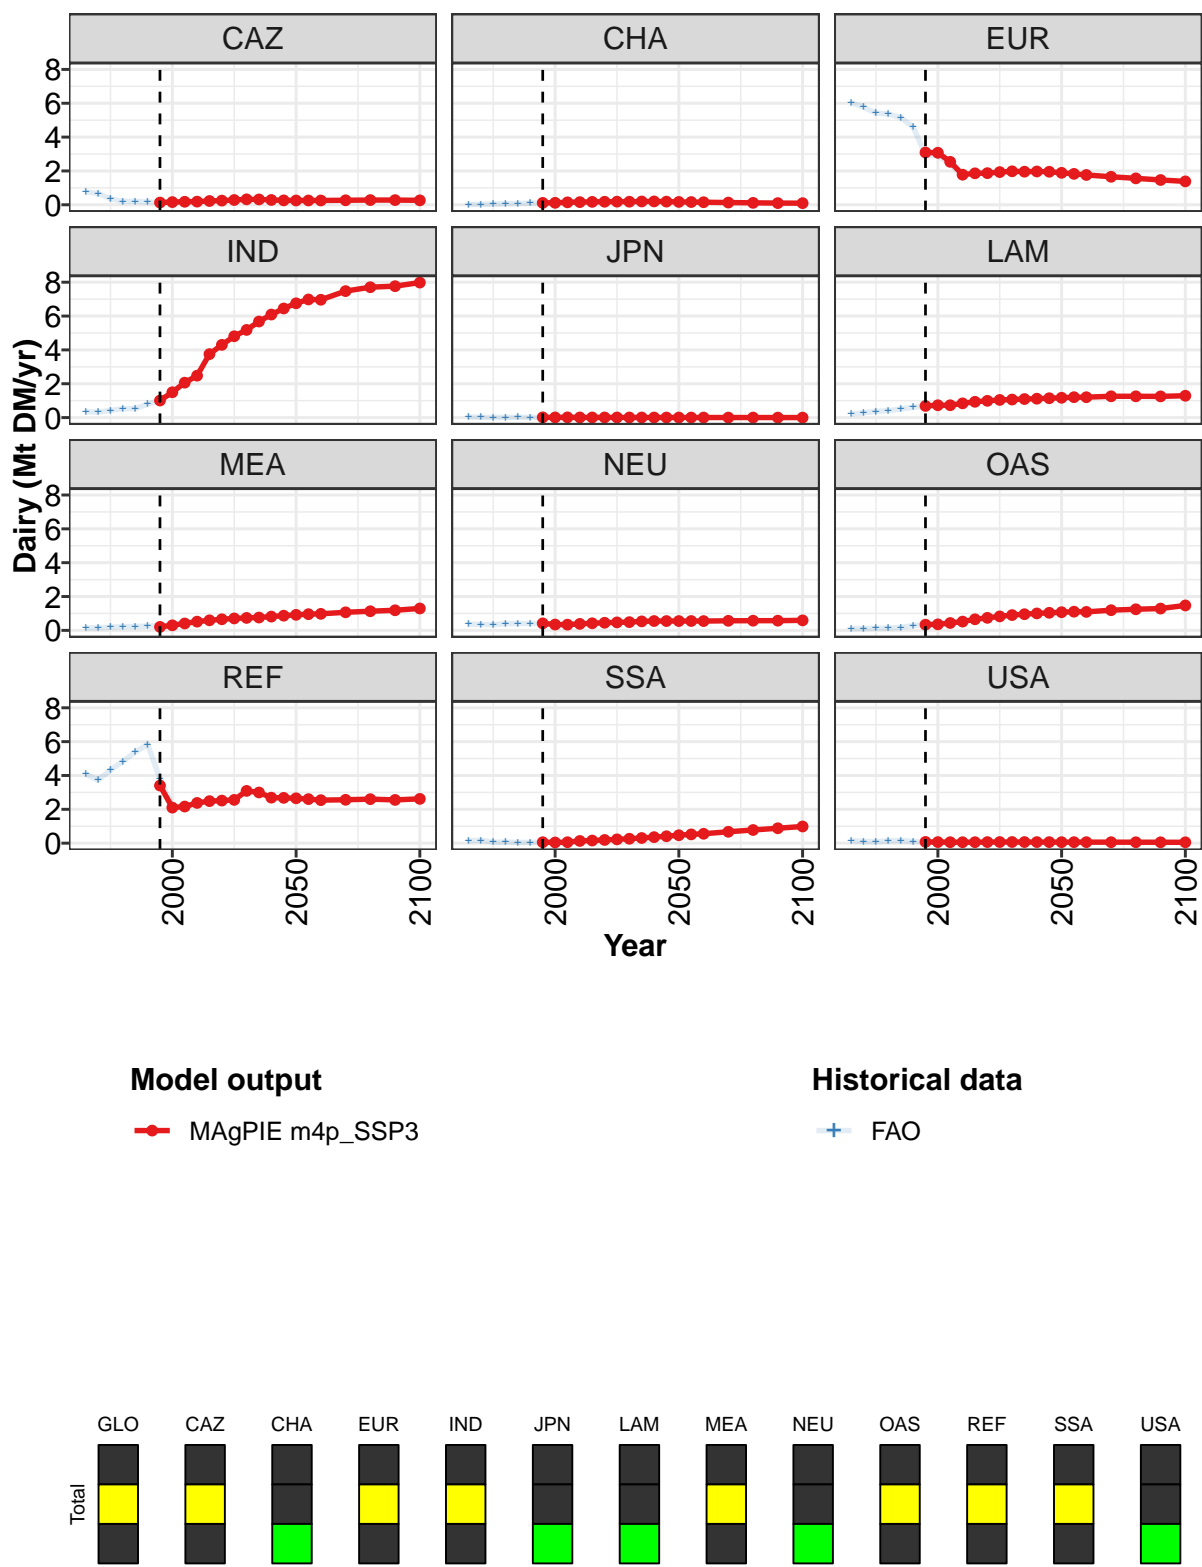 CAZ CHA EUR
8
6
4
2
0
IND JPN LAM
8
6
4
2
0
MEA NEU OAS
8
6
4
2
0
REF SSA USA
8
6
4
2
0
Dairy (Mt DM/yr)
2000 2050 2100 2000 2050 2100 2000 2050 2100
Year
Model output Historical data
MAgPIE m4p_SSP3 FAO
GLO CAZ CHA EUR IND JPN LAM MEA NEU OAS REF SSA USA
Total